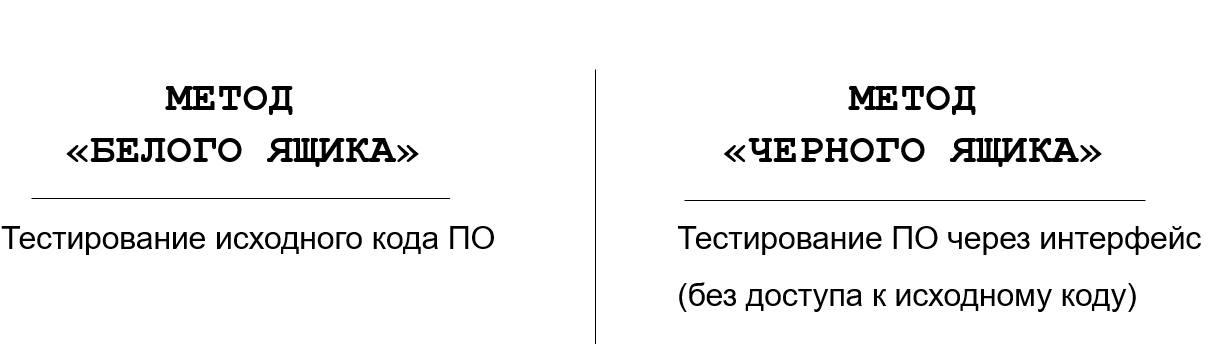 МЕТОД
«БЕЛОГО ЯЩИКА»
Тестирование исходного кода ПО
МЕТОД
«ЧЕРНОГО ЯЩИКА»
Тестирование ПО через интерфейс
(без доступа к исходному коду)